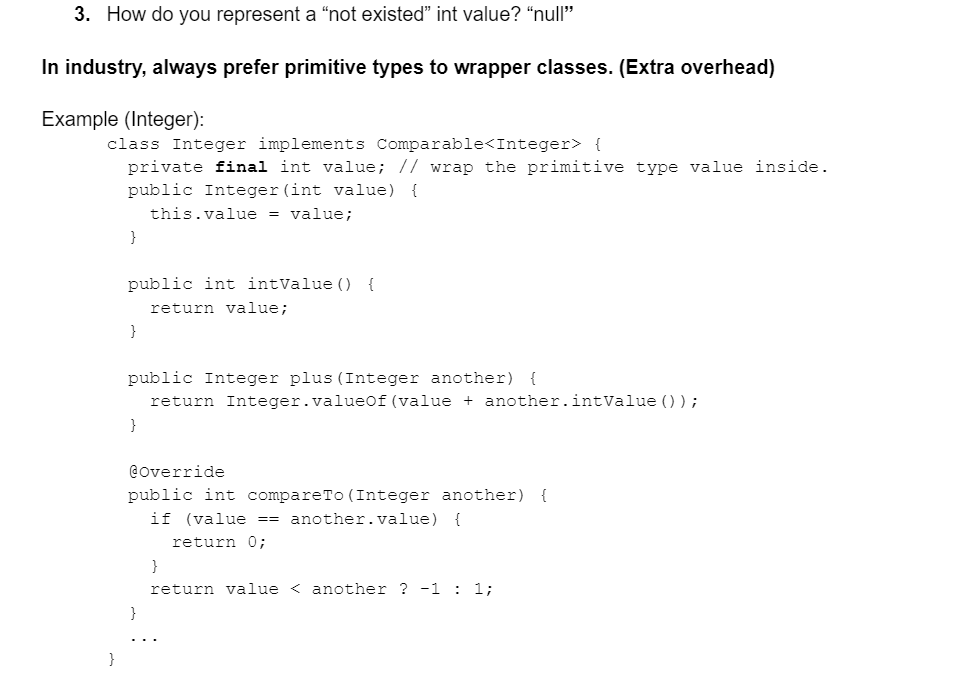 3. How do you represent a “not existed” int value? “null”
In industry, always prefer primitive types to wrapper classes. (Extra overhead)
Example (Integer):
class Integer implements Comparable<Integer> {
private final int value; // wrap the primitive type value inside.
public Integer(int value) {
this.value = value;
}
public int intValue() {
return value;
}
public Integer plus(Integer another) {
return Integer.valueOf(value + another.intValue());
}
@Override
public int compareTo(Integer another) {
if (value == another.value) {
return 0;
}
return value < another ? -1 : 1;
}
...
}